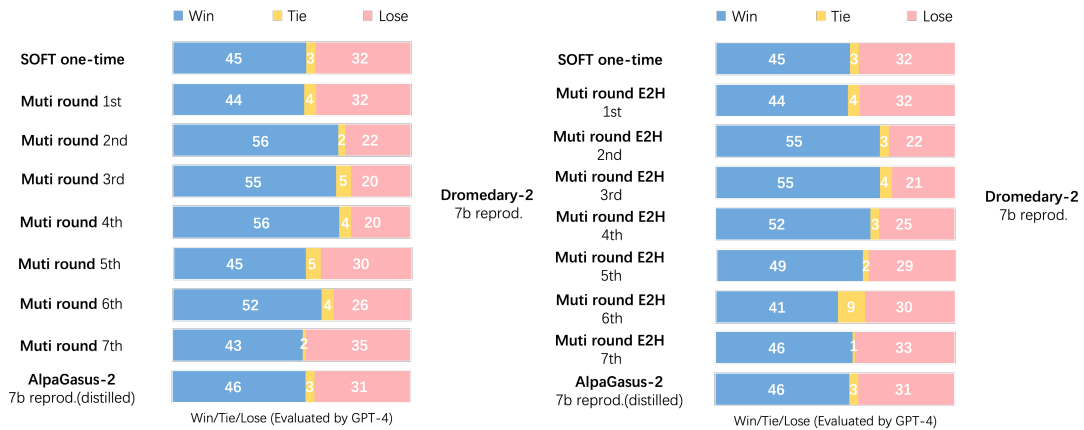 Win Tie Lose
SOFT one-time 45 3 32
Muti round 1st 44 4 32
Muti round 2nd 56 2 22
Muti round 3rd 55 5 20
Muti round 4th 56 4 20
Muti round 5th 45 5 30
Muti round 6th 52 4 26
Muti round 7th 43 2 35
AlpaGasus-2
7b reprod.(distilled) 46 3 31
Win/Tie/Lose (Evaluated by GPT-4)
Dromedary-2
7b reprod.
Win Tie Lose
SOFT one-time 45 3 32
Muti round E2H
1st 44 4 32
Muti round E2H
2nd 55 3 22
Muti round E2H
3rd 55 4 21
Muti round E2H
4th 52 3 25
Muti round E2H
5th 49 2 29
Muti round E2H
6th 41 9 30
Muti round E2H
7th 46 1 33
AlpaGasus-2
7b reprod.(distilled) 46 3 31
Win/Tie/Lose (Evaluated by GPT-4)
Dromedary-2
7b reprod.